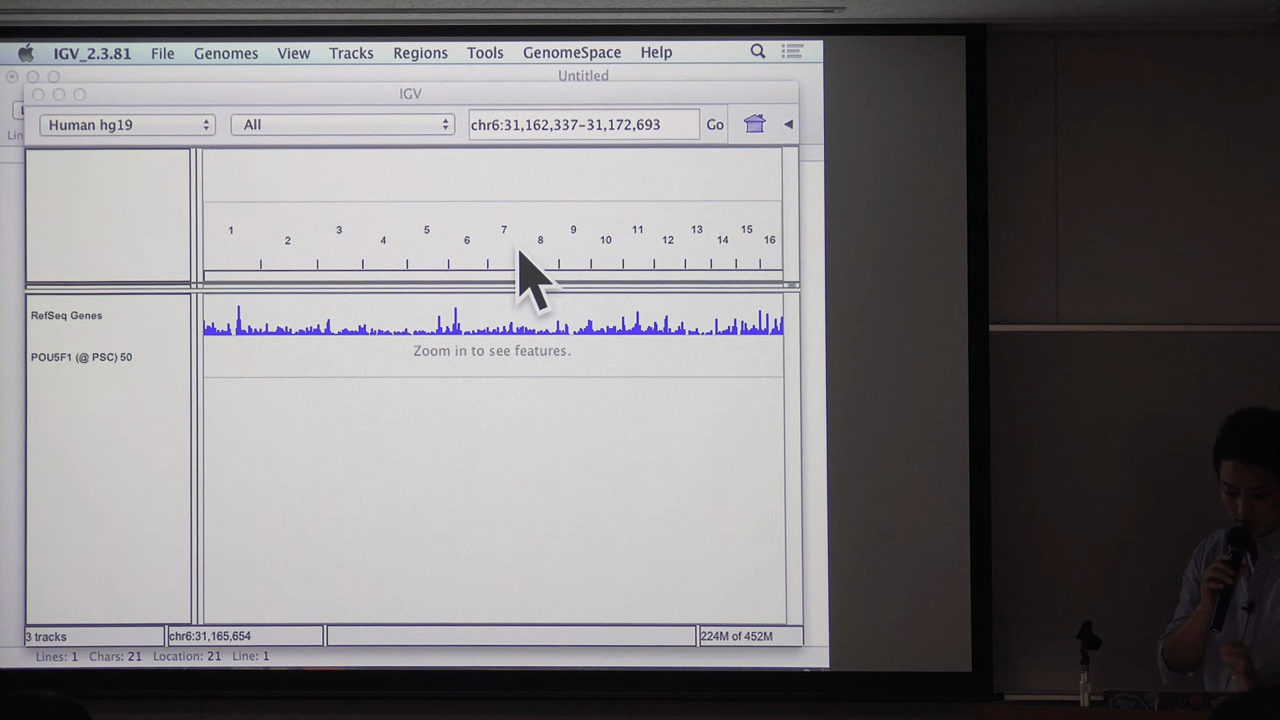 IGV_2.3.81 File Genomes View Tracks Regions Tools GenomeSpace Help
Untitled
IGV
Human hg19 All chr6:31,162,337-31,172,693 Go
1 2 3 4 5 6 7 8 9 10 11 12 13 14 15 16
RefSeq Genes
POU5F1 (@ PSC) 50
Zoom in to see features.
3 tracks chr6:31,165,654 224M of 452M
Lines: 1 Chars: 21 Location: 21 Line: 1